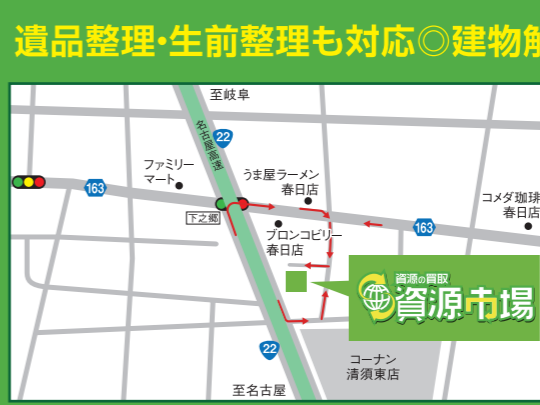 遺品整理・生前整理も対応◎建物解
至岐阜
名古屋高速
22
ファミリー
マート
うま屋ラーメン
春日店
163
コメダ珈琲
春日店
下之郷
163
ブロンコビリー
春日店
資源の買取
資源市場
22
コーナン
清須東店
至名古屋